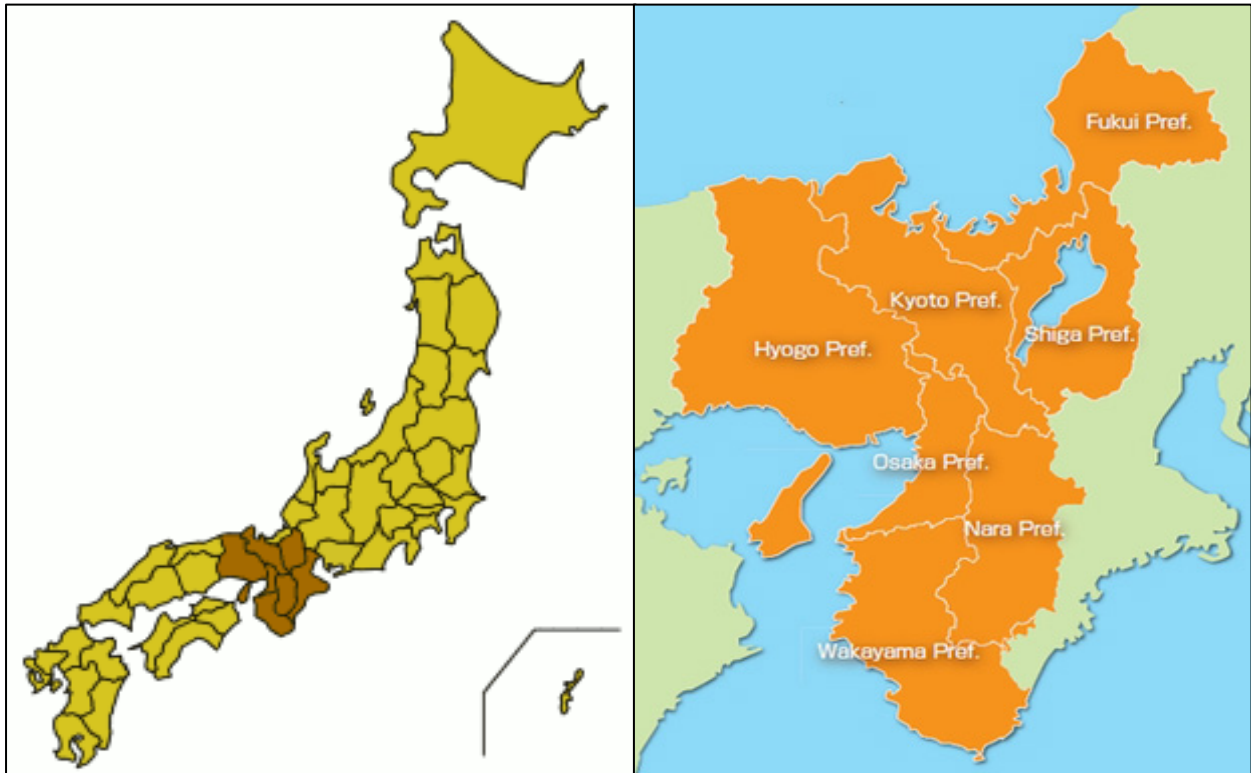 Fukui Pref.
Kyoto Pref.
Shiga Pref.
Hyogo Pref.
Osaka Pref.
Nara Pref.
Wakayama Pref.